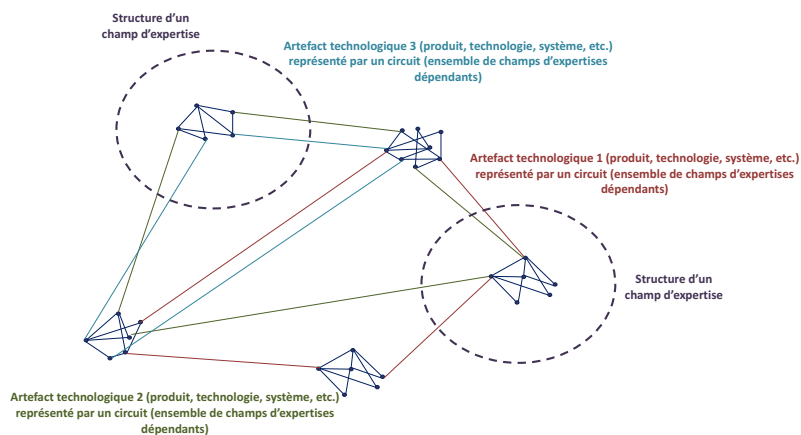 Structure d'un
champ d'expertise
Artefact technologique 3 (produit, technologie, système, etc.)
représenté par un circuit (ensemble de champs d'expertises
dépendants)
Artefact technologique 1 (produit, technologie, système, etc.)
représenté par un circuit (ensemble de champs d'expertises
dépendants)
Structure d'un
champ d'expertise
Artefact technologique 2 (produit, technologie, système, etc.)
représenté par un circuit (ensemble de champs d'expertises
dépendants)